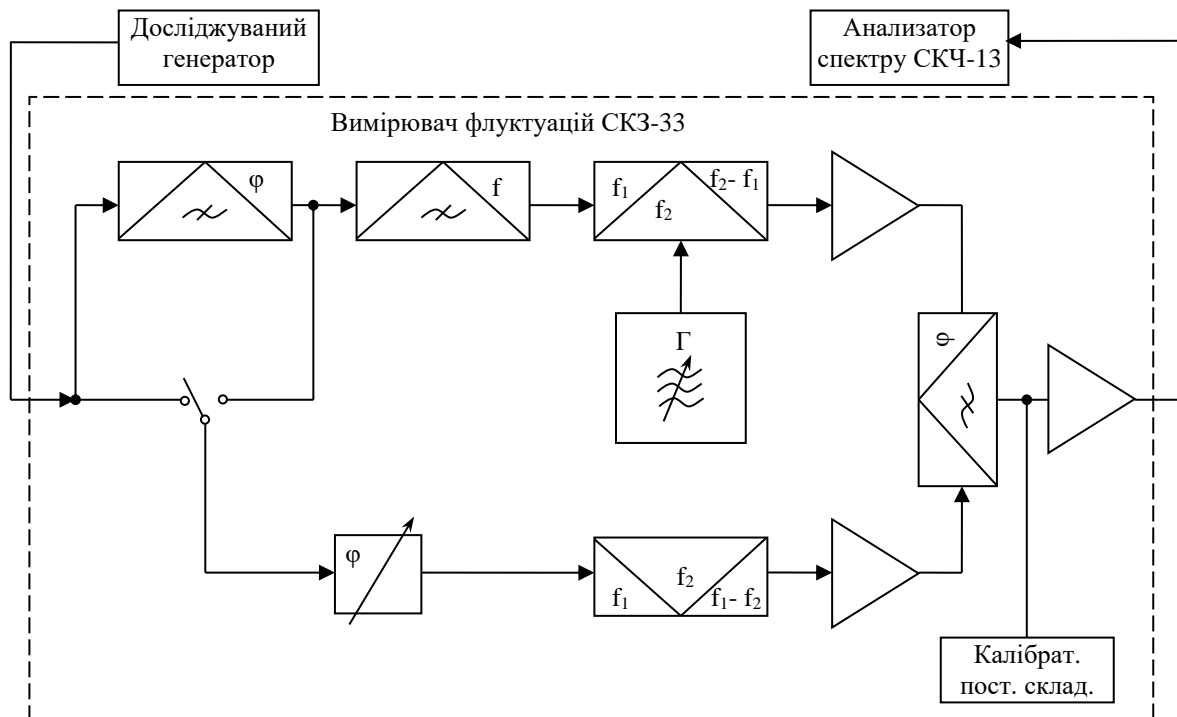 Досліджуваний
генератор
Анализатор
спектру СКЧ-13
Вимірювач флуктуацій СКЗ-33
φ
f
f₁
f₂
f₂- f₁
Г
φ
φ
f₁
f₂
f₁- f₂
Калібрат.
пост. склад.